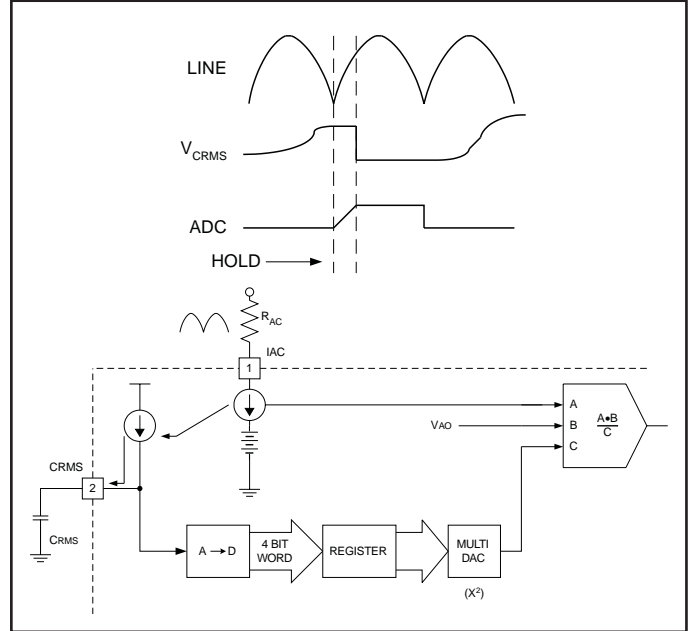 LINE
VCRMS
ADC
HOLD
RAC
IAC
1
A
B
C
A•B
C
VAO
CRMS
2
CRMS
A → D
4 BIT
WORD
REGISTER
MULTI
DAC
(X²)